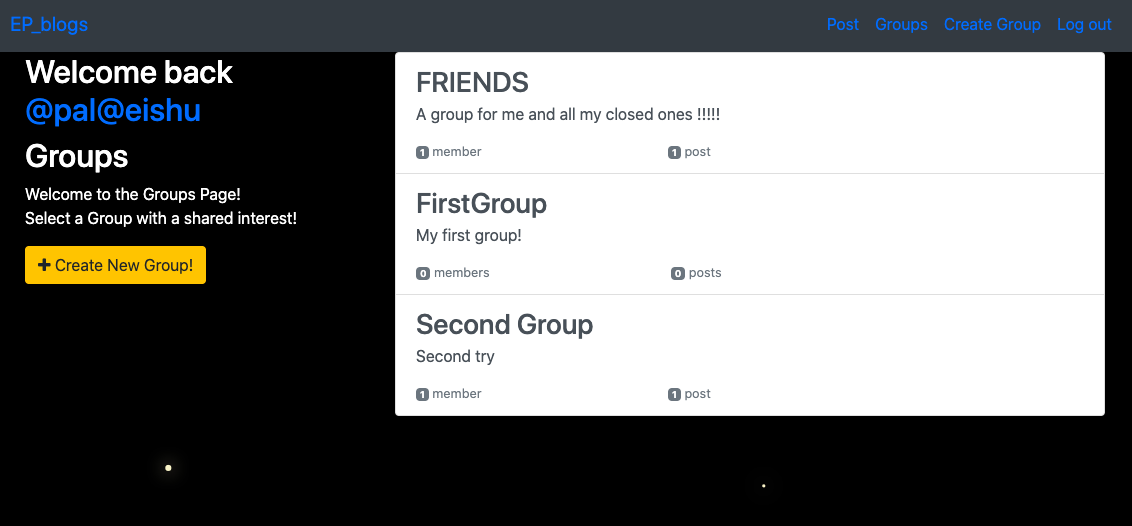 EP_blogs
Post Groups Create Group Log out
Welcome back
@pal@eishu
Groups
Welcome to the Groups Page!
Select a Group with a shared interest!
Create New Group!
FRIENDS
A group for me and all my closed ones !!!!!
1 member 1 post
FirstGroup
My first group!
0 members 0 posts
Second Group
Second try
1 member 1 post